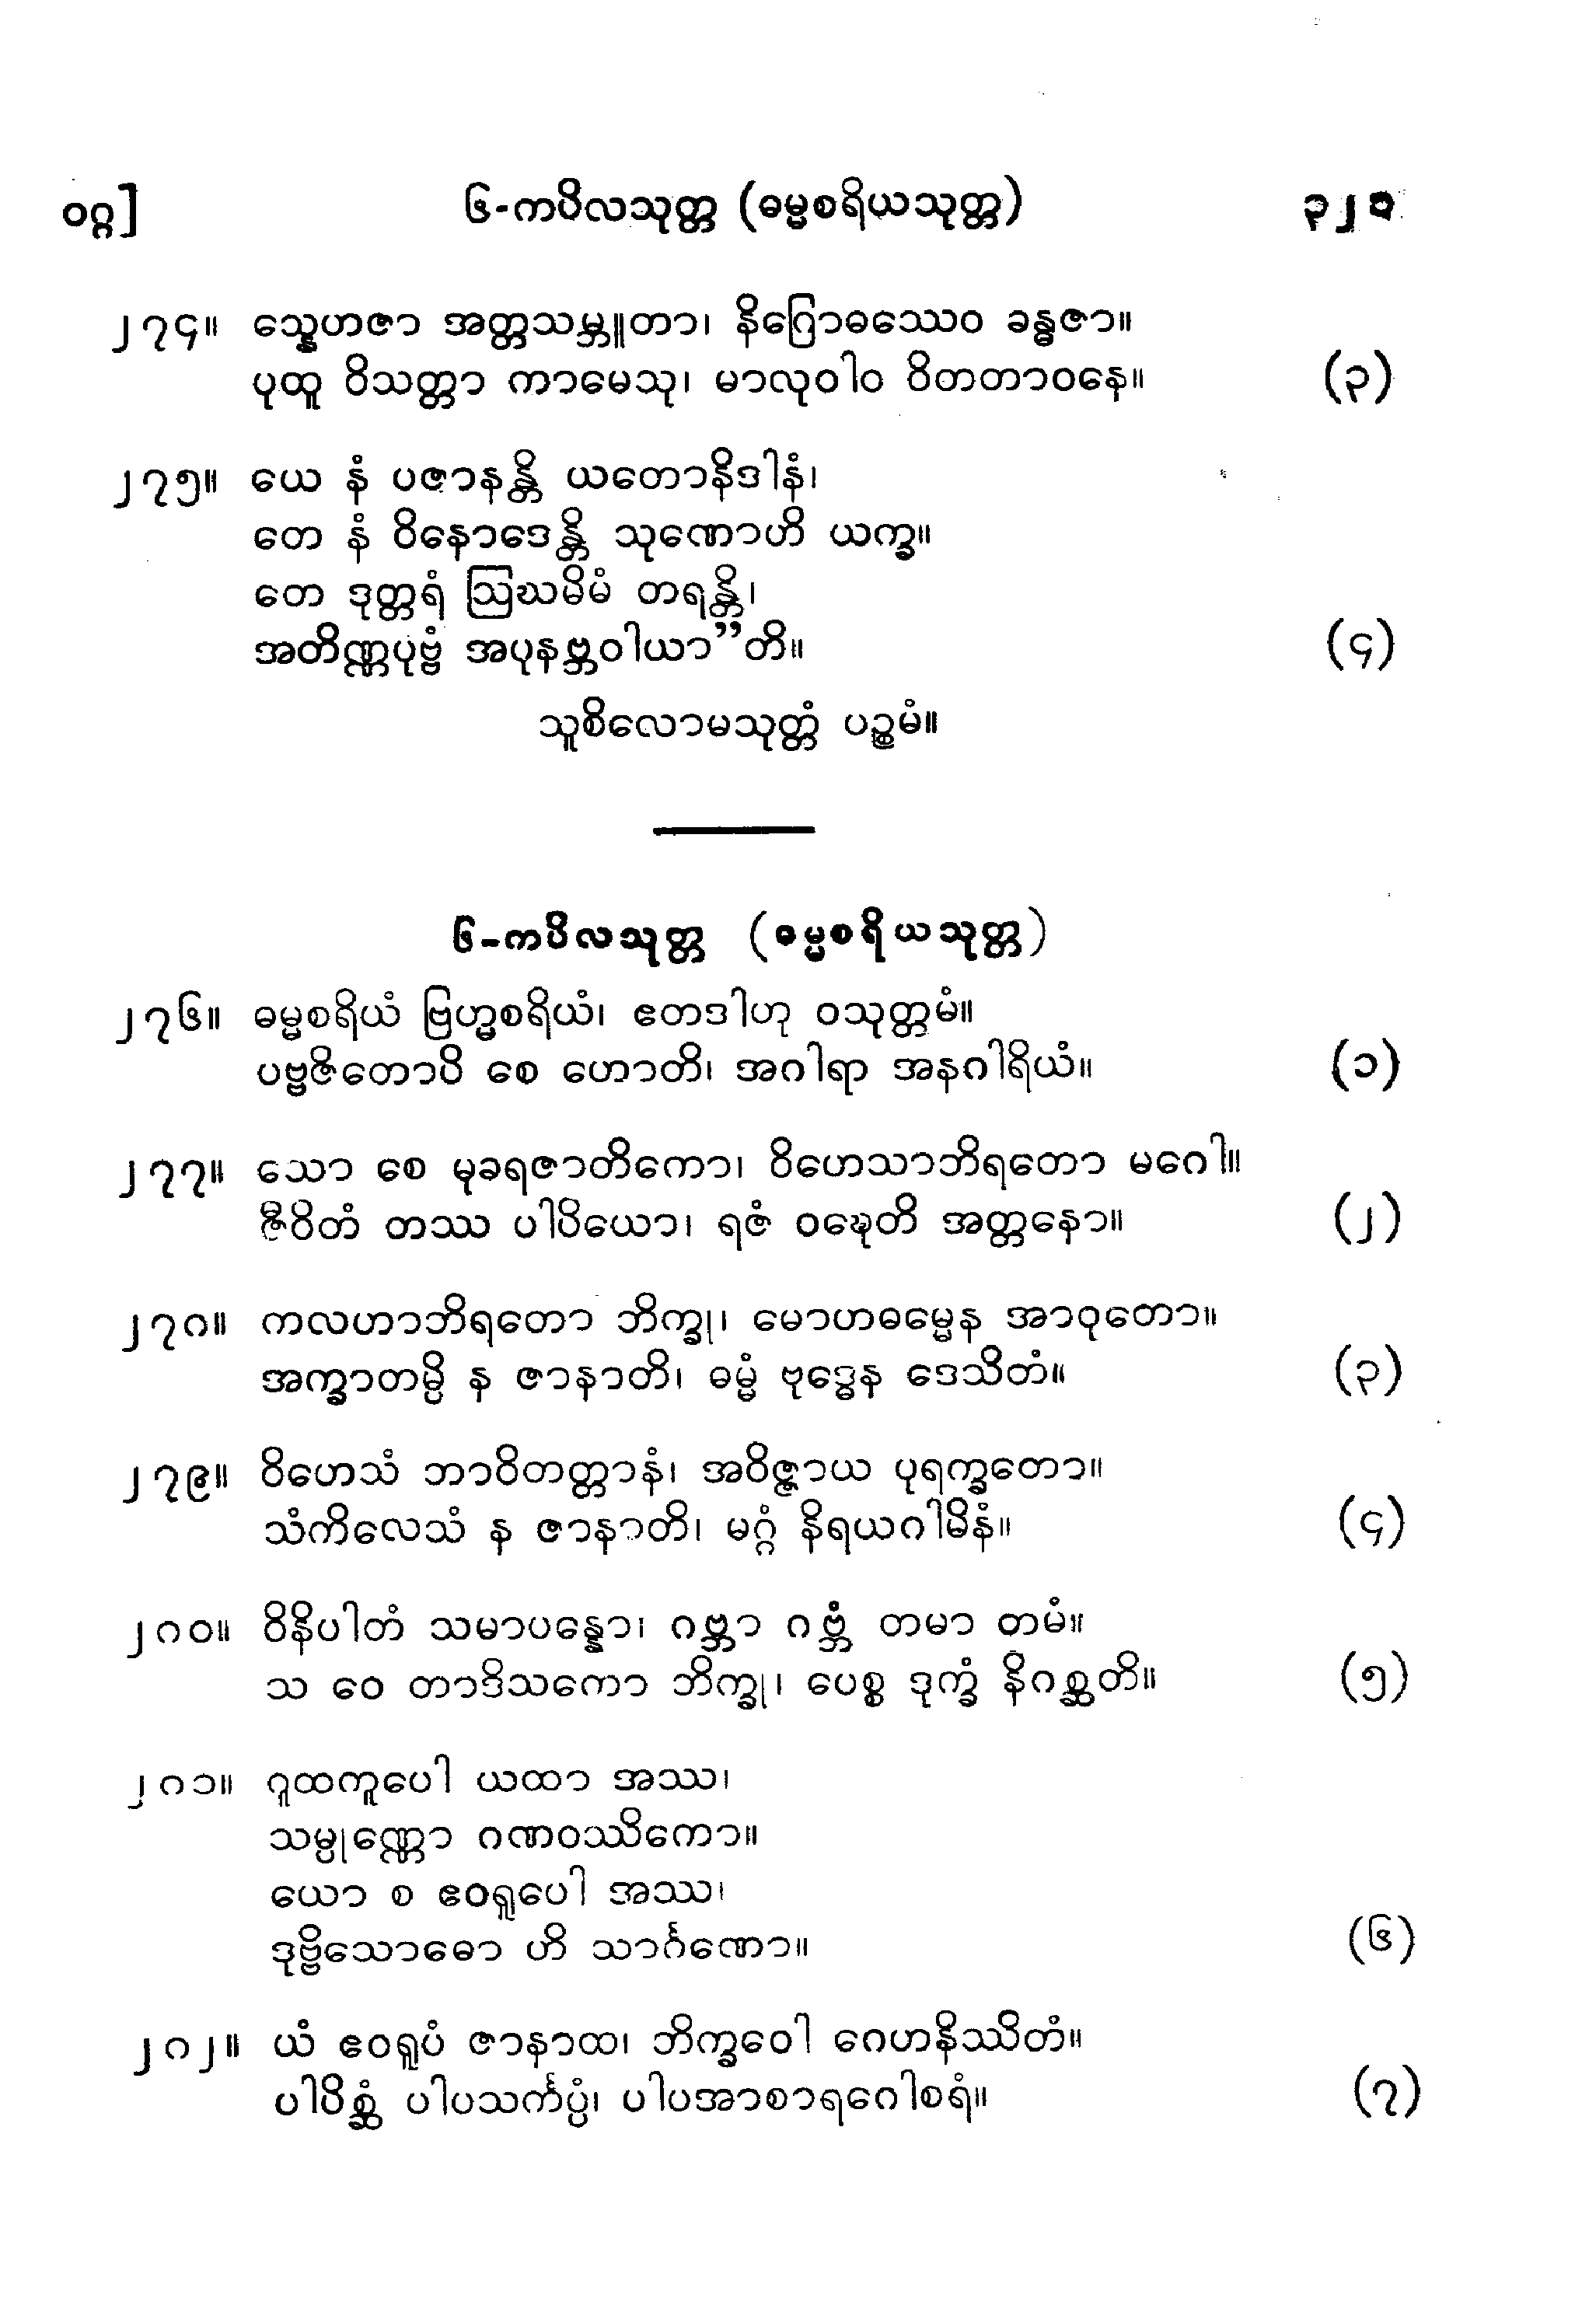 ဝဂ္ဂ]
၆-ကပိလသုတ္တ (ဓမ္မစရိယသုတ္တ)
၃၂၁
၂၇၄။ သ္နေဟဇာ အတ္တသမ္ဘူတာ၊ နိဂြောဓဿေဝ ခန္ဓဇာ။
ပုထူ ဝိသတ္တာ ကာမေသု၊ မာလုဝါဝ ဝိတတာဝနေ။ (၃)
၂၇၅။ ယေ နံ ပဇာနန္တိ ယတောနိဒါနံ၊
တေ နံ ဝိနောဒေန္တိ သုဏောဟိ ယက္ခ။
တေ ဒုတ္တရံ ဩဃမိမံ တရန္တိ၊
အတိဏ္ဏပုဗ္ဗံ အပုနဗ္ဘဝါယာ”တိ။ (၄)
သူစိလောမသုတ္တံ ပဉ္စမံ။
၆-ကပိလသုတ္တ (ဓမ္မစရိယသုတ္တ)
၂၇၆။ ဓမ္မစရိယံ ဗြဟ္မစရိယံ၊ ဧတဒါဟု ဝသုတ္တမံ။
ပဗ္ဗဇိတောပိ စေ ဟောတိ၊ အဂါရာ အနဂါရိယံ။ (၁)
၂၇၇။ သော စေ မုခရဇာတိကော၊ ဝိဟေသာဘိရတော မဂေါ။
ဇီဝိတံ တဿ ပါပိယော၊ ရဇံ ဝဍ္ဎေတိ အတ္တနော။ (၂)
၂၇၈။ ကလဟာဘိရတော ဘိက္ခု၊ မောဟဓမ္မေန အာဝုတော။
အက္ခာတမ္ပိ န ဇာနာတိ၊ ဓမ္မံ ဗုဒ္ဓေန ဒေသိတံ။ (၃)
၂၇၉။ ဝိဟေသံ ဘာဝိတတ္တာနံ၊ အဝိဇ္ဇာယ ပုရက္ခတော။
သံကိလေသံ န ဇာနာတိ၊ မဂ္ဂံ နိရယဂါမိနံ။ (၄)
၂၈၀။ ဝိနိပါတံ သမာပန္နော၊ ဂဗ္ဘာ ဂဗ္ဘံ တမာ တမံ။
သ ဝေ တာဒိသကော ဘိက္ခု၊ ပေစ္စ ဒုက္ခံ နိဂစ္ဆတိ။ (၅)
၂၈၁။ ဂူထကူပေါ ယထာ အဿ၊
သမ္ပုဏ္ဏော ဂဏဝဿိကော။
ယော စ ဧဝရူပေါ အဿ၊
ဒုဗ္ဗိသောဓော ဟိ သာင်္ဂဏော။ (၆)
၂၈၂။ ယံ ဧဝရူပံ ဇာနာထ၊ ဘိက္ခဝေါ ဂေဟနိဿိတံ။
ပါပိစ္ဆံ ပါပသင်္ကပ္ပံ၊ ပါပအာစာရဂေါစရံ။ (၇)